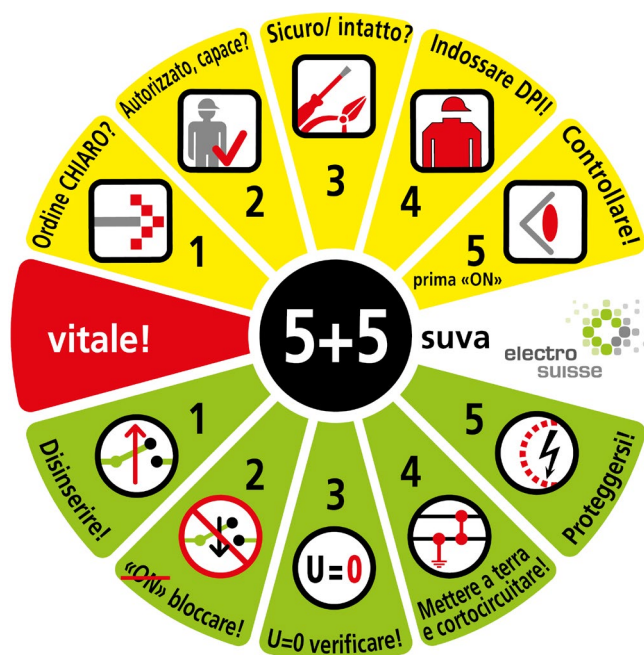 Ordine CHIARO?
1
Autorizzato, capace?
2
Sicuro/ intatto?
3
Indossare DPI!
4
Controllare!
5
prima «ON»
vitale!
5+5
suva
electro
suisse
1
Disinserire!
2
«ON» bloccare!
3
U=0
U=0 verificare!
4
Mettere a terra
e cortocircuitare!
5
Proteggersi!